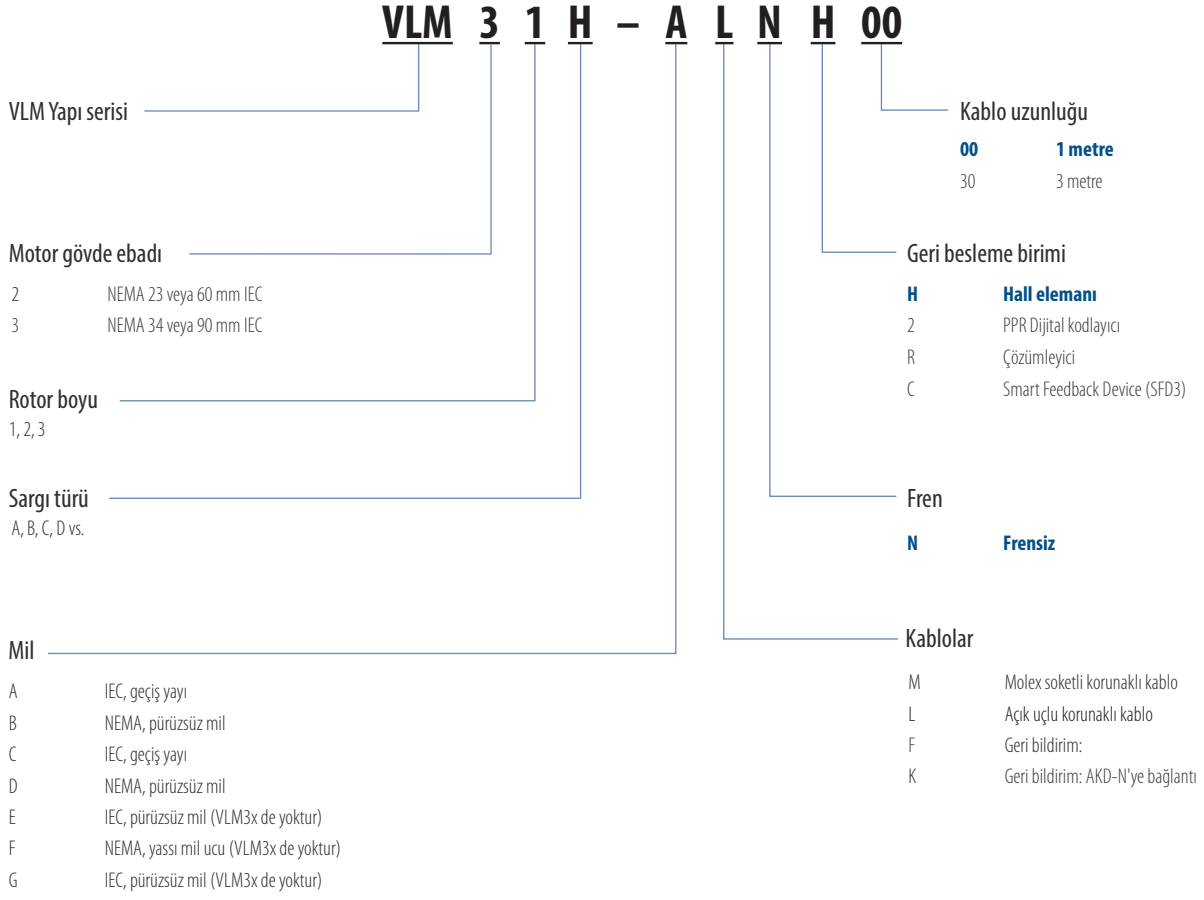 VLM 3 1 H – A L N H 00
VLM Yapı serisi
Motor gövde ebadı
2 NEMA 23 veya 60 mm IEC
3 NEMA 34 veya 90 mm IEC
Rotor boyu
1, 2, 3
Sargı türü
A, B, C, D vs.
Mil
A IEC, geçiş yayı
B NEMA, pürüzsüz mil
C IEC, geçiş yayı
D NEMA, pürüzsüz mil
E IEC, pürüzsüz mil (VLM3x de yoktur)
F NEMA, yassı mil ucu (VLM3x de yoktur)
G IEC, pürüzsüz mil (VLM3x de yoktur)
Kablo uzunluğu
00 1 metre
30 3 metre
Geri besleme birimi
H Hall elemanı
2 PPR Dijital kodlayıcı
R Çözümleyici
C Smart Feedback Device (SFD3)
Fren
N Frensiz
Kablolar
M Molex soketli korunaklı kablo
L Açık uçlu korunaklı kablo
F Geri bildirim:
K Geri bildirim: AKD-N'ye bağlantı